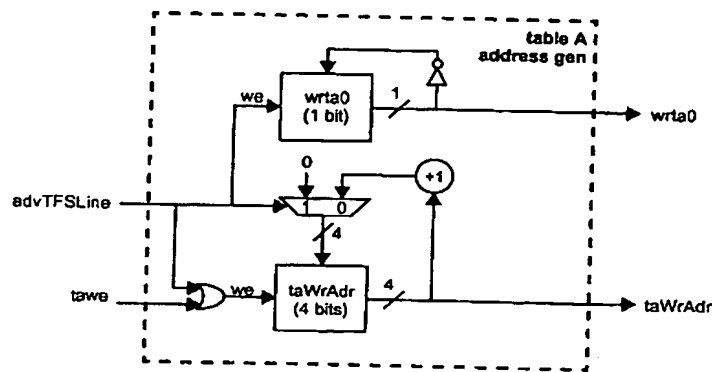 table A
address gen
we
wrta0
(1 bit)
1
wrta0
0
+1
advTFSLine
1 0
4
tawe
we
taWrAdr
(4 bits)
4
taWrAdr